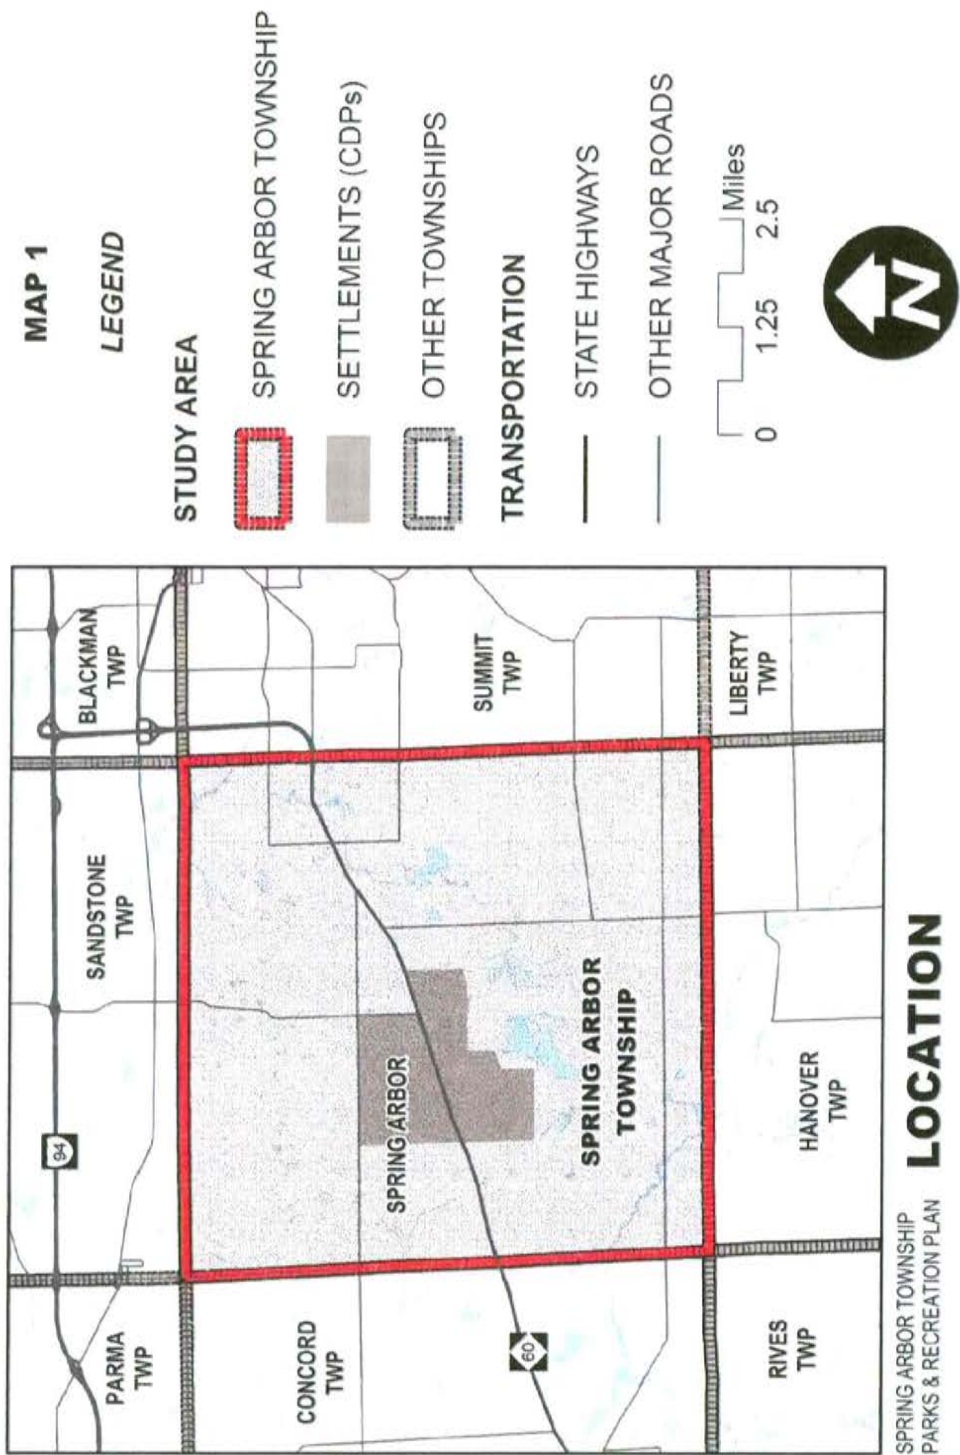 MAP 1
LEGEND
STUDY AREA
SPRING ARBOR TOWNSHIP
SETTLEMENTS (CDPs)
OTHER TOWNSHIPS
TRANSPORTATION
STATE HIGHWAYS
OTHER MAJOR ROADS
Miles
0 1.25 2.5
N
94
PARMA
TWP
SANDSTONE
TWP
BLACKMAN
TWP
CONCORD
TWP
SPRING ARBOR
SUMMIT
TWP
60
SPRING ARBOR
TOWNSHIP
RIVES
TWP
HANOVER
TWP
LIBERTY
TWP
SPRING ARBOR TOWNSHIP
PARKS & RECREATION PLAN
LOCATION